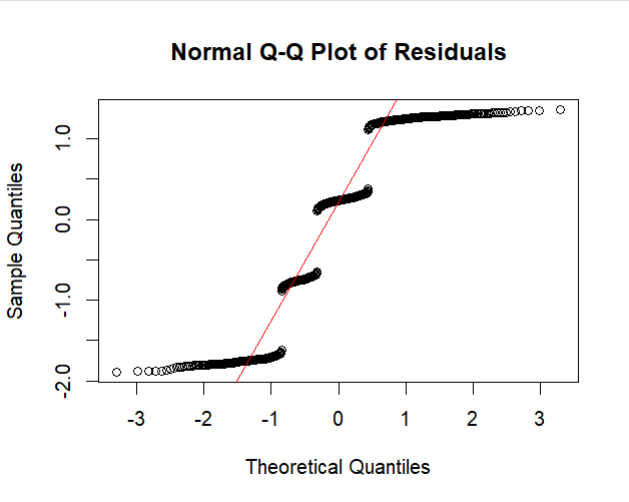 Normal Q-Q Plot of Residuals
Sample Quantiles
1.0
0.0
-1.0
-2.0
-3 -2 -1 0 1 2 3
Theoretical Quantiles